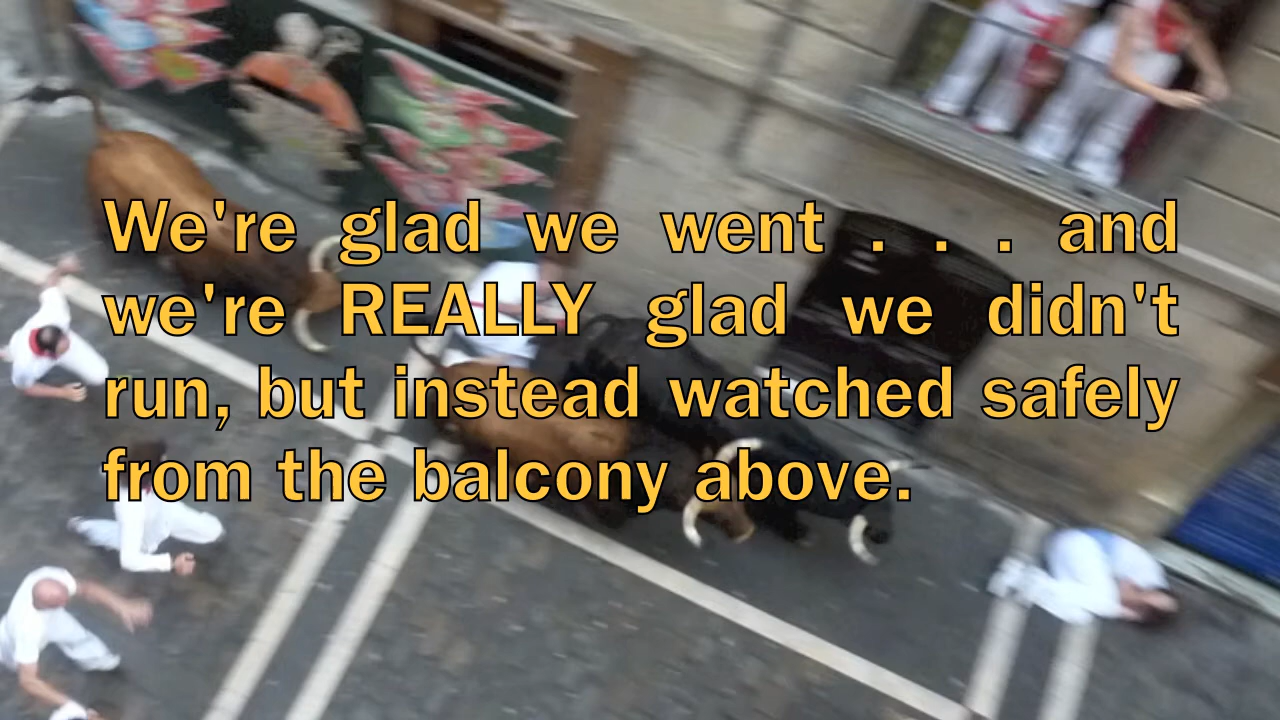 We're glad we went . . . and
we're REALLY glad we didn't
run, but instead watched safely
from the balcony above.